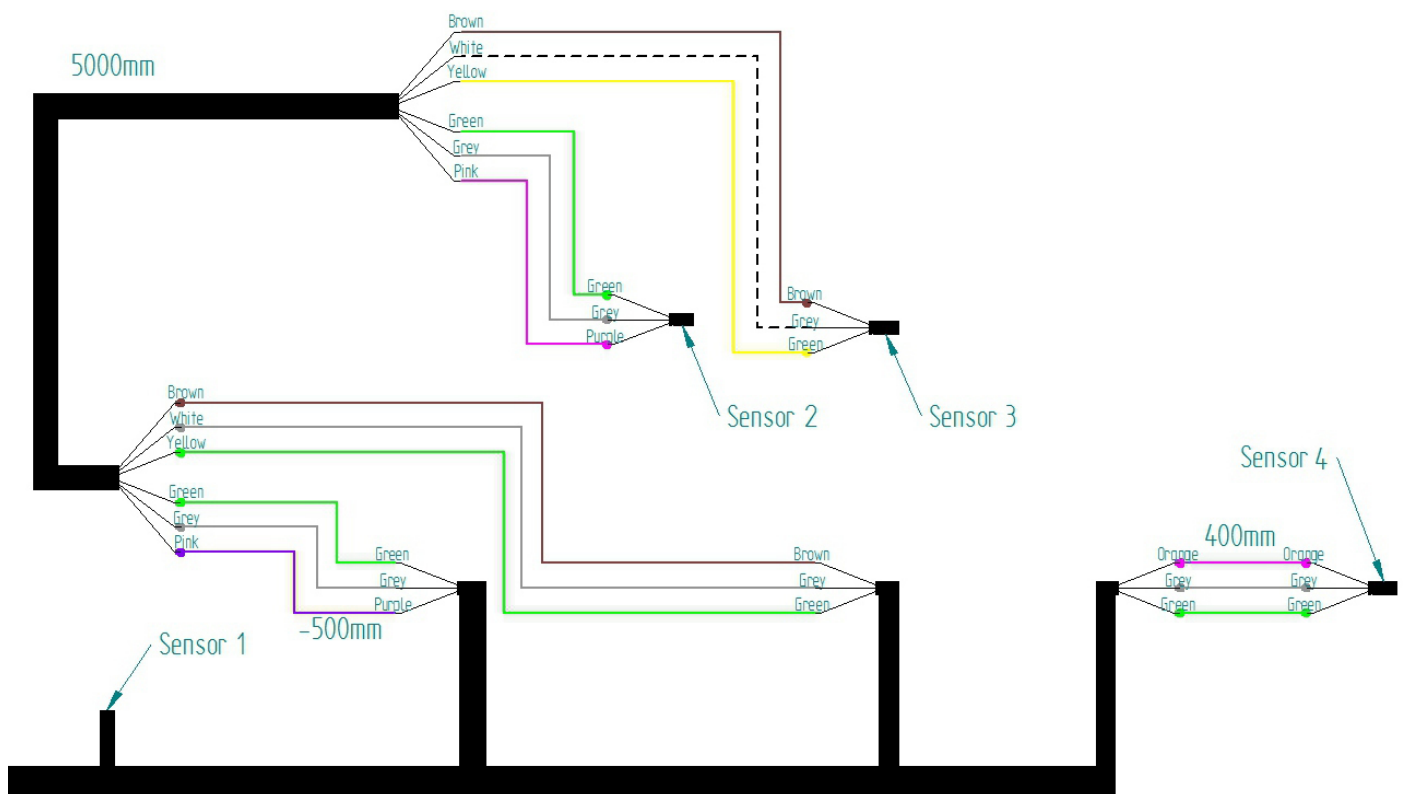 Brown
White
5000mm
Yellow
Green
Grey
Pink
Green
Brown
Grey
Grey
Purple
Green
Brown
Sensor 2
Sensor 3
White
Yellow
Sensor 4
Green
Grey
400mm
Pink
Green
Brown
Orange
Orange
Grey
Grey
Grey
Grey
Purple
Green
Green
Green
-500mm
Sensor 1